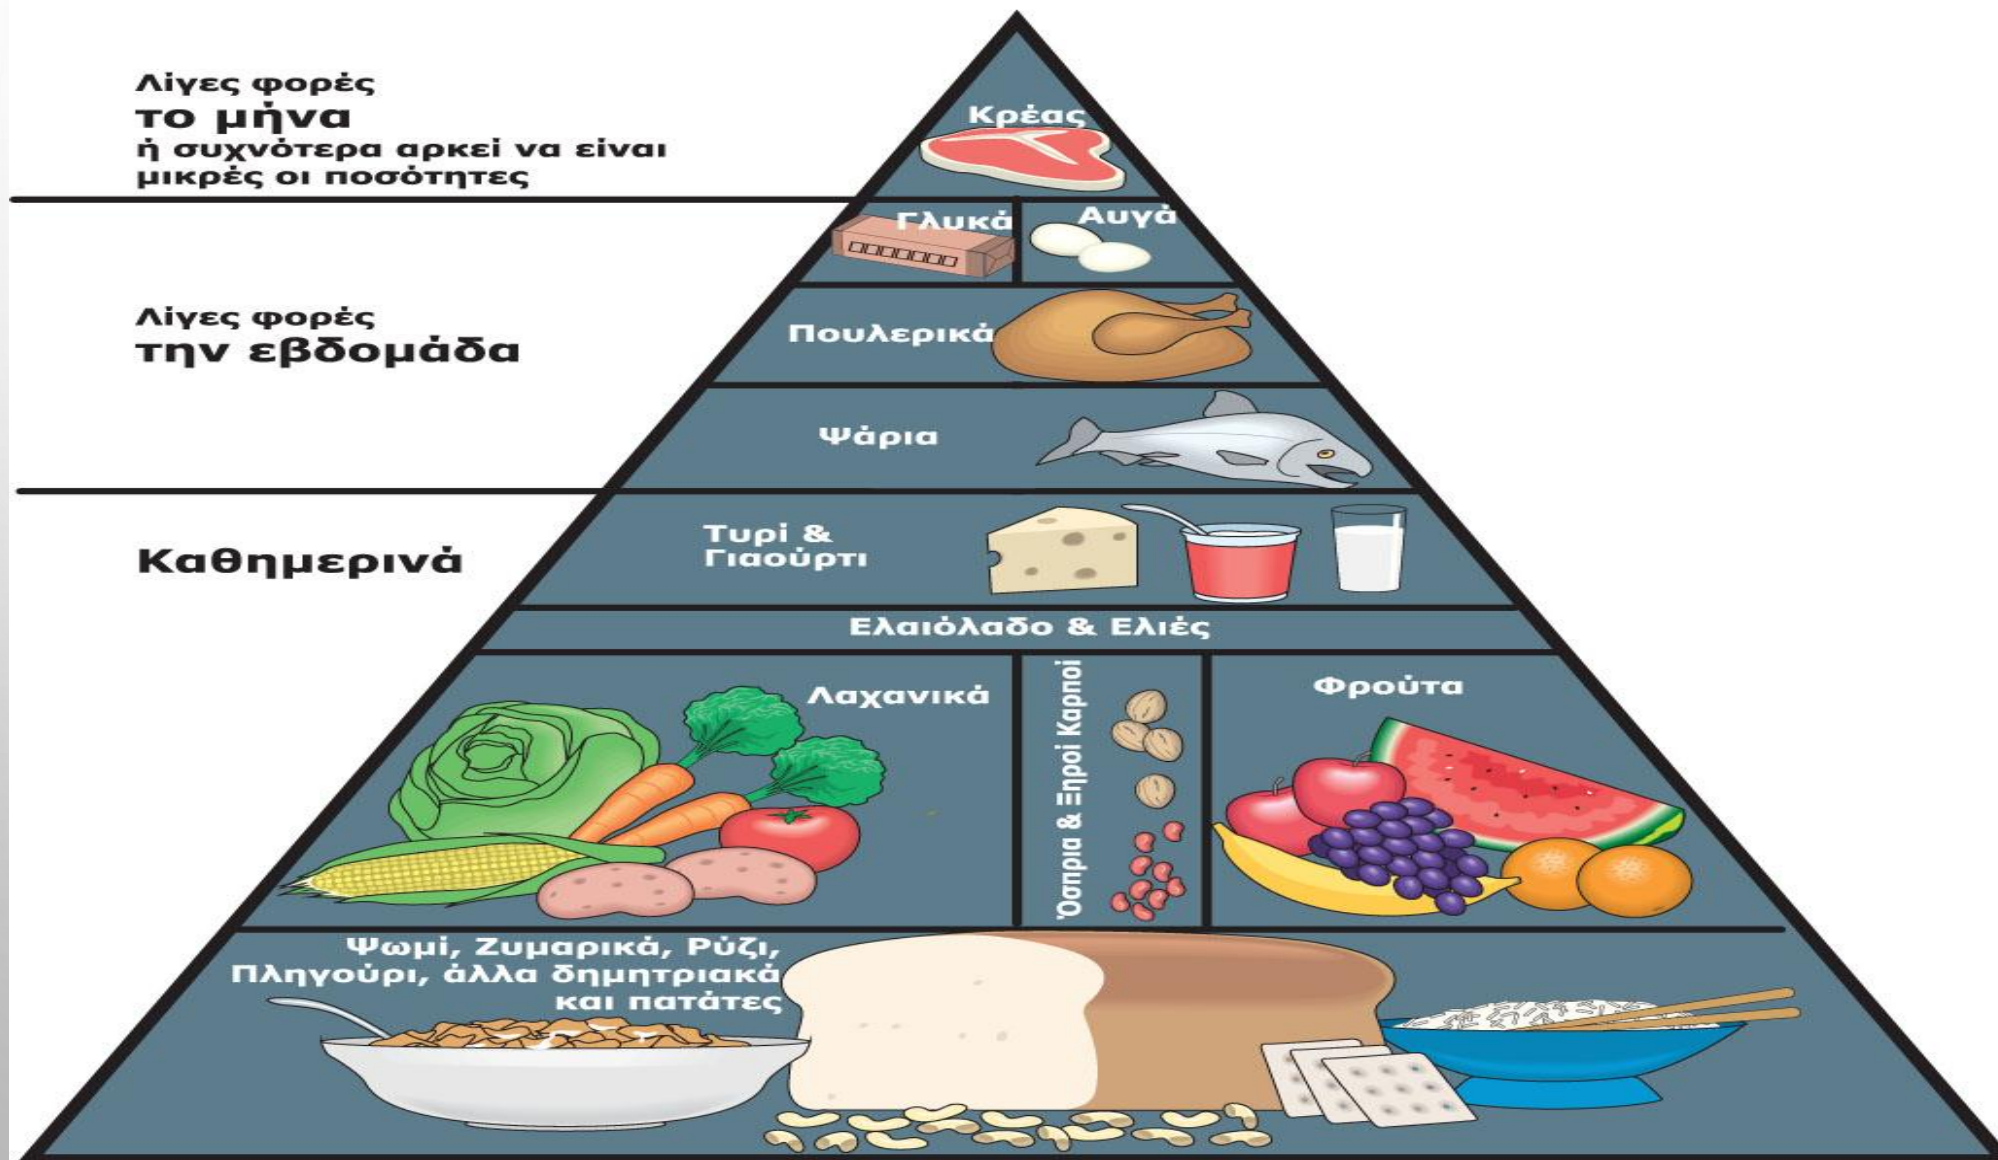 Λίγες φορές
το μήνα
ή συχνότερα αρκεί να είναι
μικρές οι ποσότητες
Κρέας
Γλυκά
Αυγά
Λίγες φορές
την εβδομάδα
Πουλερικά
Ψάρια
Καθημερινά
Τυρί &
Γιαούρτι
Ελαιόλαδο & Ελιές
Λαχανικά
Όσπρια & Ξηροί Καρποί
Φρούτα
Ψωμί, Ζυμαρικά, Ρύζι,
Πληγούρι, άλλα δημητριακά
και πατάτες